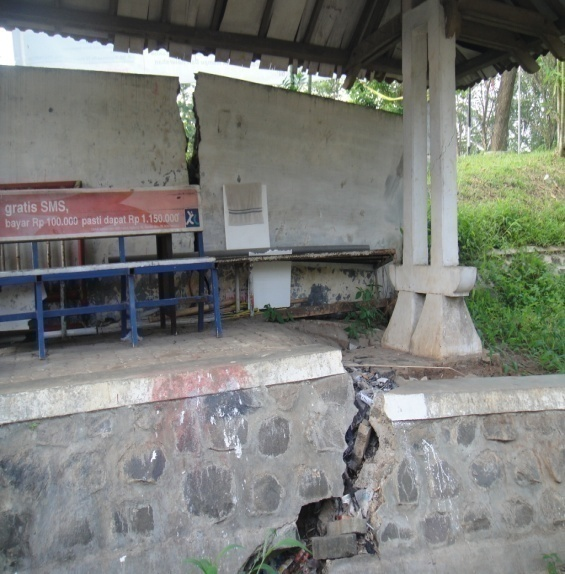 gratis SMS,
bayar Rp 100.000 pasti dapat Rp 1.150.000